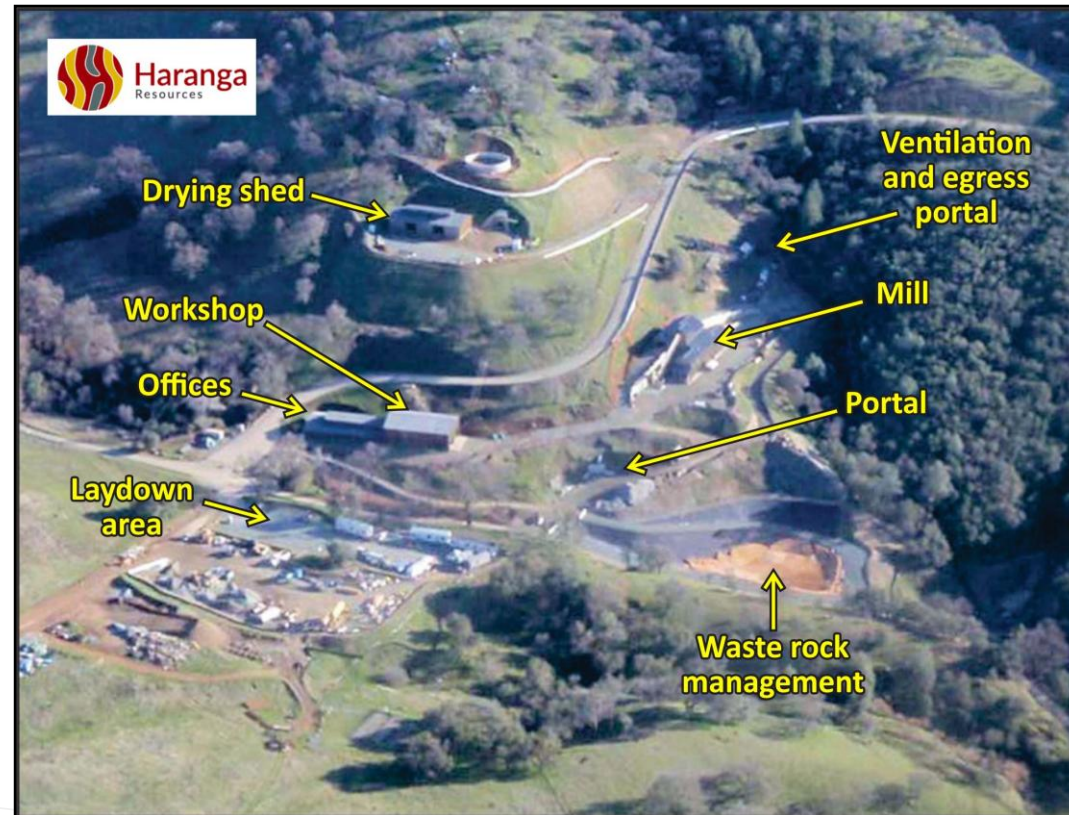 Haranga
Resources
Ventilation
and egress
portal
Drying shed
Mill
Workshop
Offices
Portal
Laydown
area
Waste rock
management